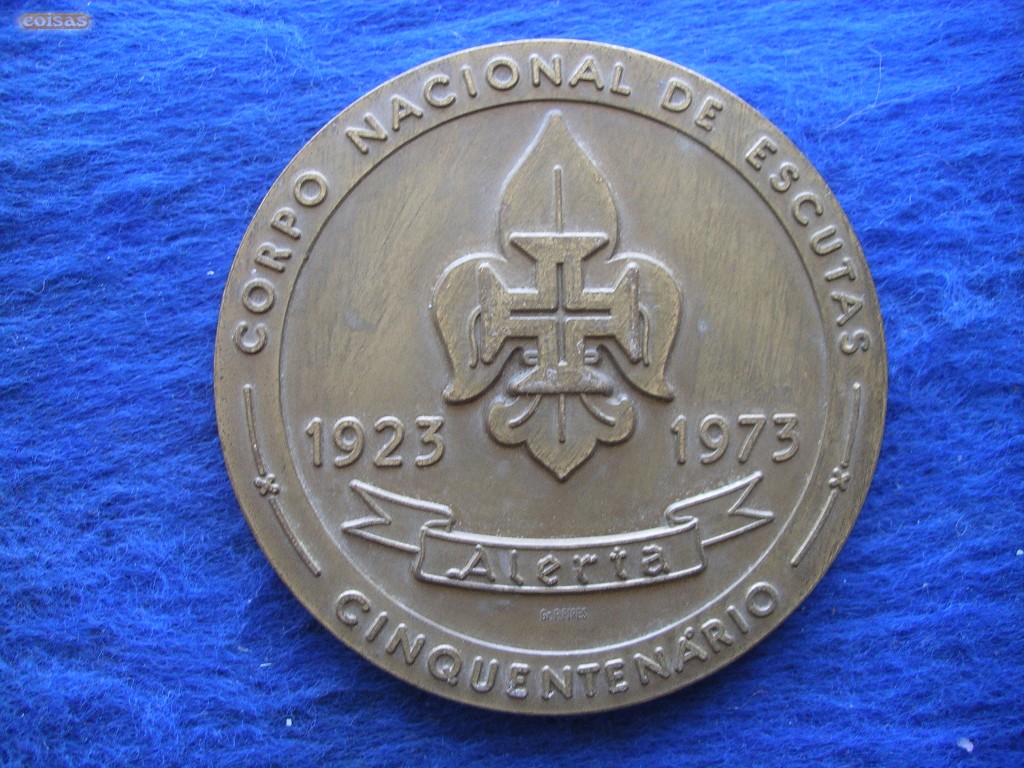 coisas
CORPO NACIONAL DE ESCUTAS
1923 1973
Alerta
CINQUENTENÁRIO